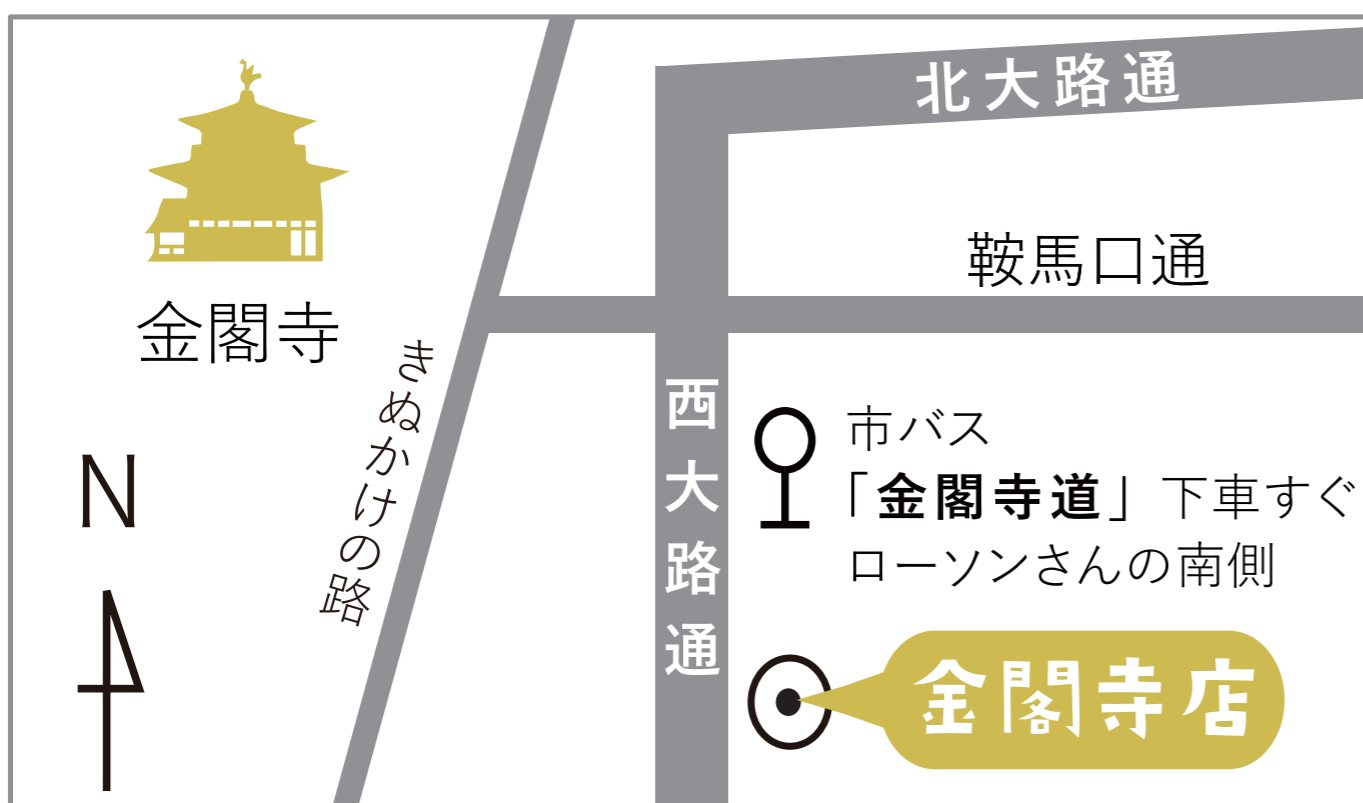 北大路通
鞍馬口通
金閣寺
きぬかけの路
西大路通
N
市バス
「金閣寺道」下車すぐ
ローソンさんの南側
金閣寺店